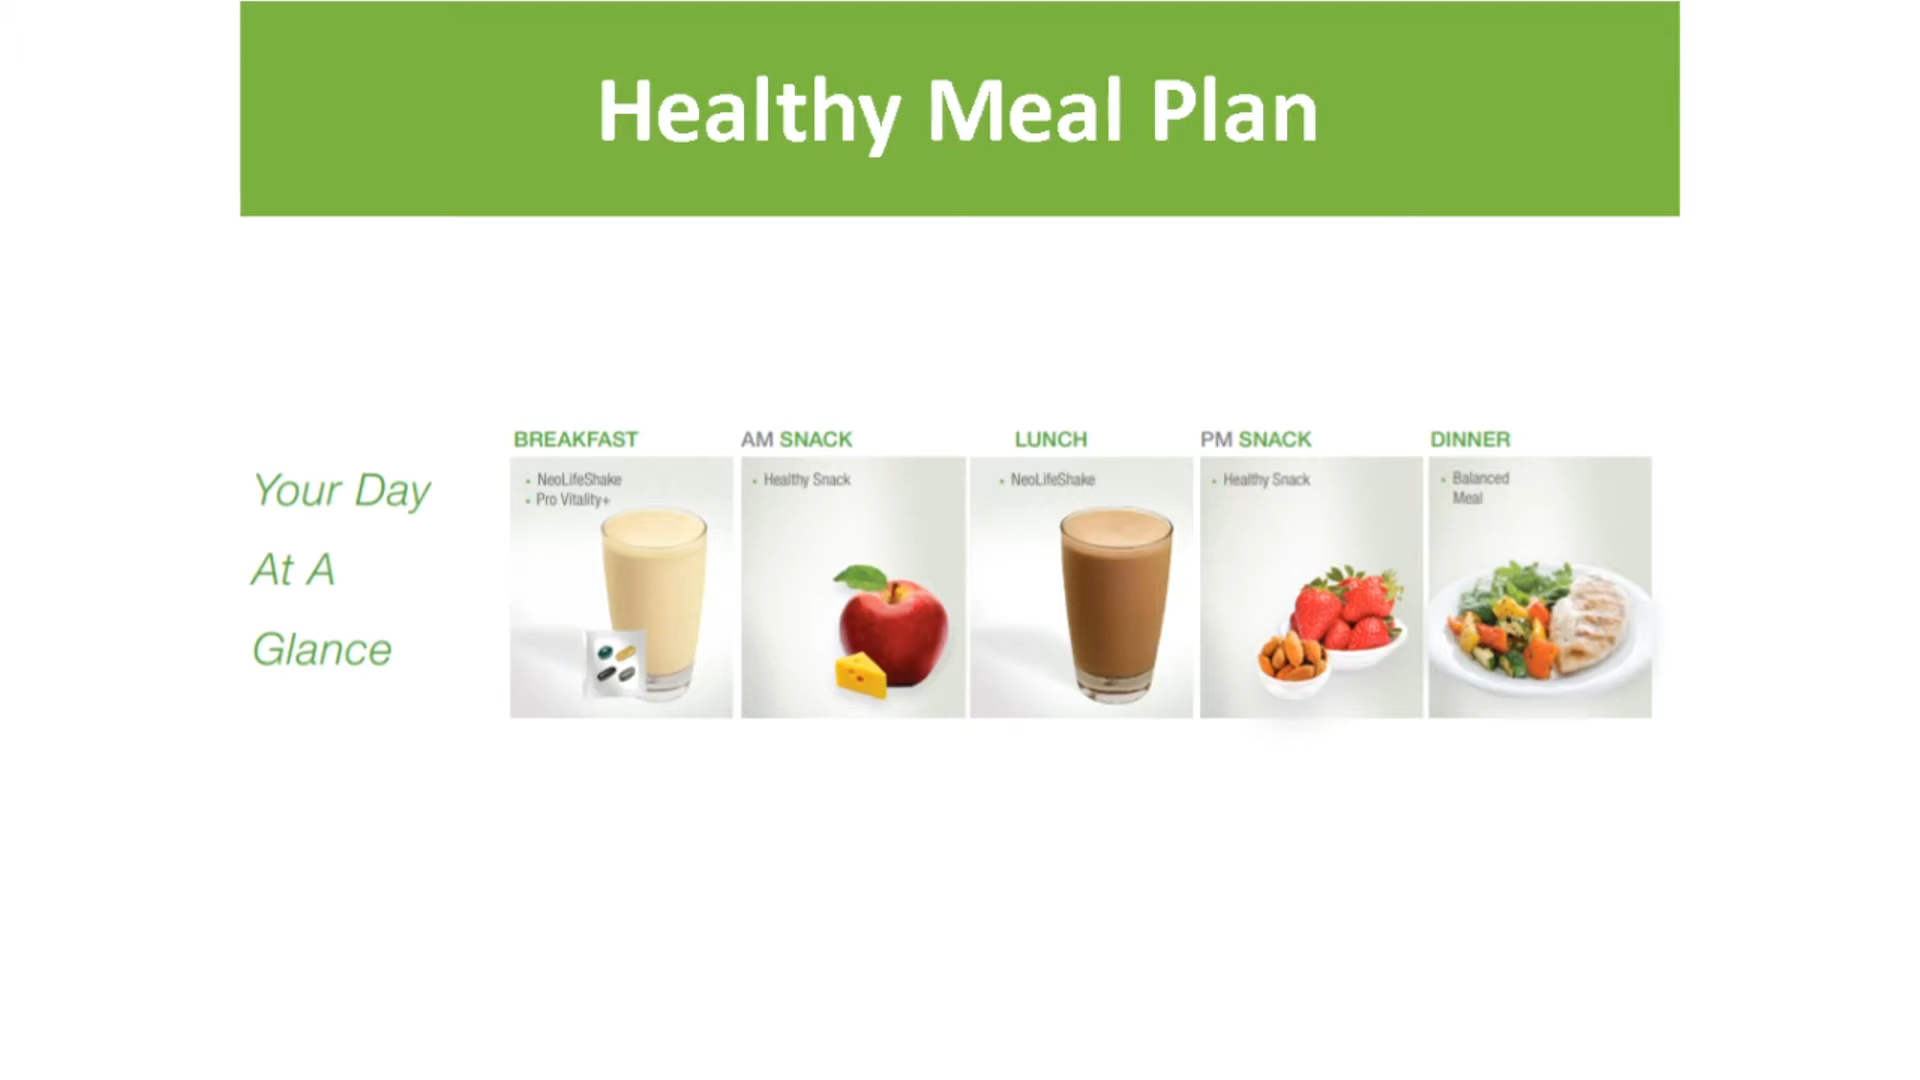 Healthy Meal Plan
Your Day
At A
Glance
BREAKFAST
• NeoLifeShake
• Pro Vitality+
AM SNACK
• Healthy Snack
LUNCH
• NeoLifeShake
PM SNACK
• Healthy Snack
DINNER
• Balanced
Meal